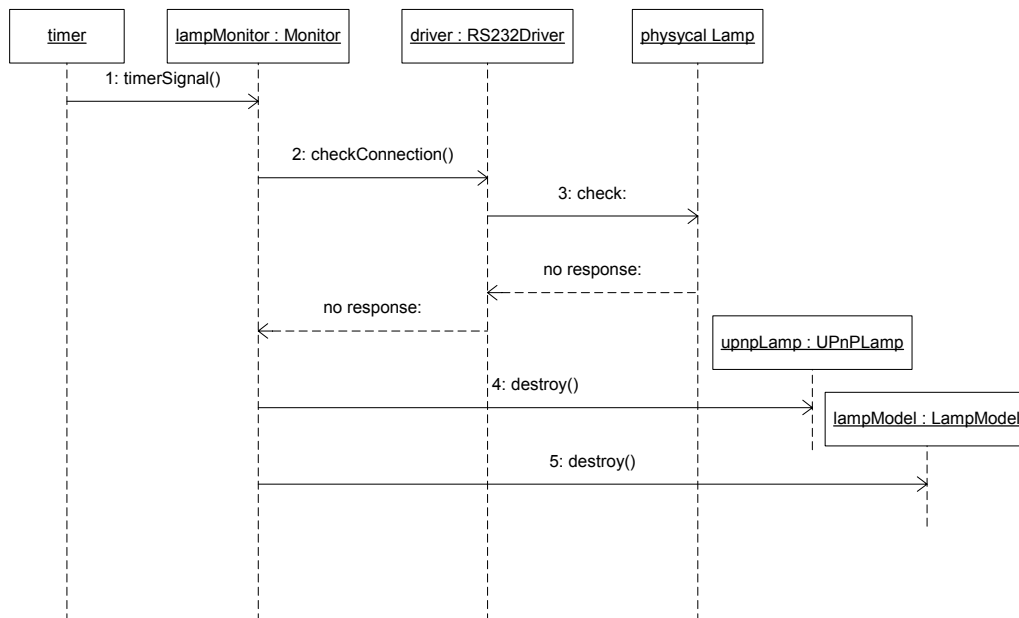 timer
lampMonitor : Monitor
driver : RS232Driver
physycal Lamp
1: timerSignal()
2: checkConnection()
3: check:
no response:
no response:
upnpLamp : UPnPLamp
4: destroy()
lampModel : LampModel
5: destroy()